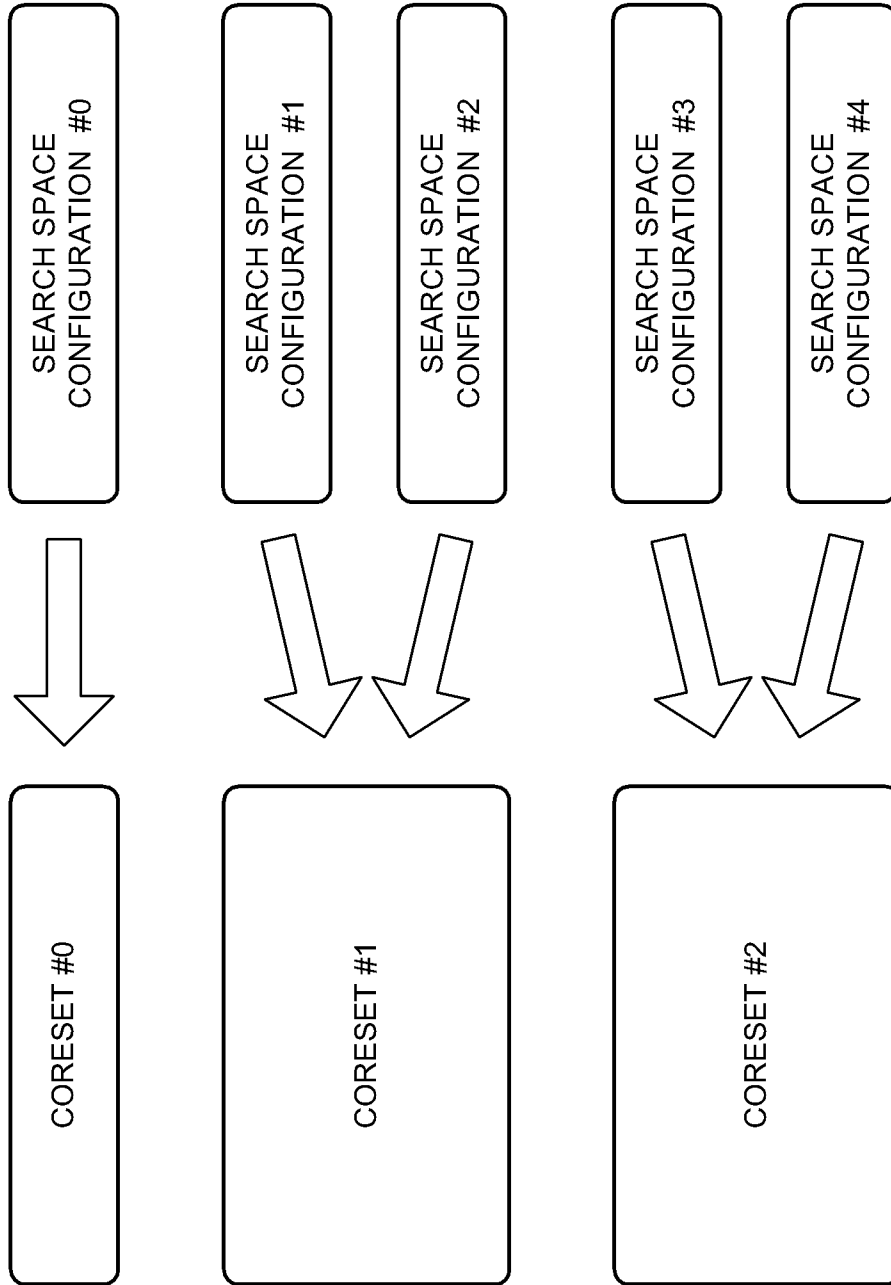 CORESET #0
SEARCH SPACE
CONFIGURATION #0
CORESET #1
SEARCH SPACE
CONFIGURATION #1
SEARCH SPACE
CONFIGURATION #2
CORESET #2
SEARCH SPACE
CONFIGURATION #3
SEARCH SPACE
CONFIGURATION #4